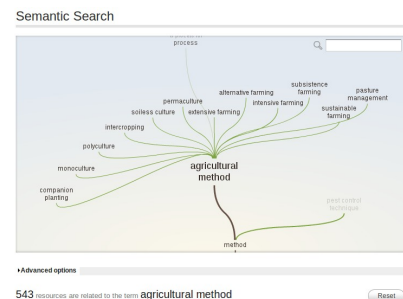 Semantic Search
process
alternative farming
subsistence
farming
pasture
management
permaculture
intensive farming
soiless culture
extensive farming
sustainable
farming
intercropping
polyculture
agricultural
method
monoculture
companion
planting
pest control
technique
method
Advanced options
543 resources are related to the term agricultural method
Reset